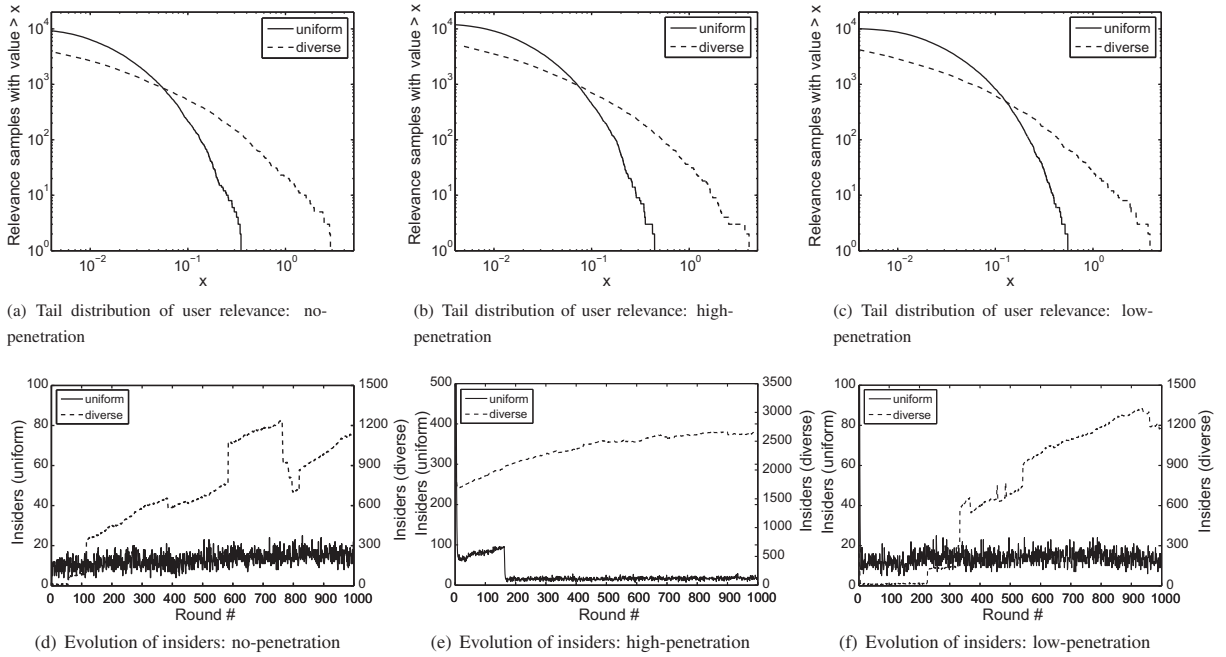 Relevance samples with value > x
10^4
10^3
10^2
10^1
10^0
uniform
diverse
10^−2
10^−1
10^0
x
(a) Tail distribution of user relevance: no-
penetration
Relevance samples with value > x
10^4
10^3
10^2
10^1
10^0
uniform
diverse
10^−2
10^−1
10^0
x
(b) Tail distribution of user relevance: high-
penetration
Relevance samples with value > x
10^4
10^3
10^2
10^1
10^0
uniform
diverse
10^−2
10^−1
10^0
x
(c) Tail distribution of user relevance: low-
penetration
Insiders (uniform)
100
80
60
40
20
0
uniform
diverse
1500
1200
900
600
300
0
Insiders (diverse)
0 100 200 300 400 500 600 700 800 900 1000
Round #
(d) Evolution of insiders: no-penetration
Insiders (uniform)
500
400
300
200
100
0
uniform
diverse
3500
3000
2500
2000
1500
1000
500
0
Insiders (diverse)
0 100 200 300 400 500 600 700 800 900 1000
Round #
(e) Evolution of insiders: high-penetration
Insiders (uniform)
100
80
60
40
20
0
uniform
diverse
1500
1200
900
600
300
0
Insiders (diverse)
0 100 200 300 400 500 600 700 800 900 1000
Round #
(f) Evolution of insiders: low-penetration